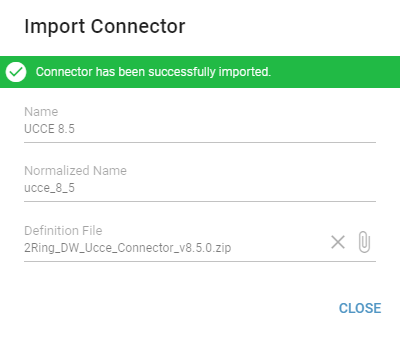 Import Connector
Connector has been successfully imported.
Name
UCCE 8.5
Normalized Name
ucce_8_5
Definition File
2Ring_DW_Ucce_Connector_v8.5.0.zip
CLOSE